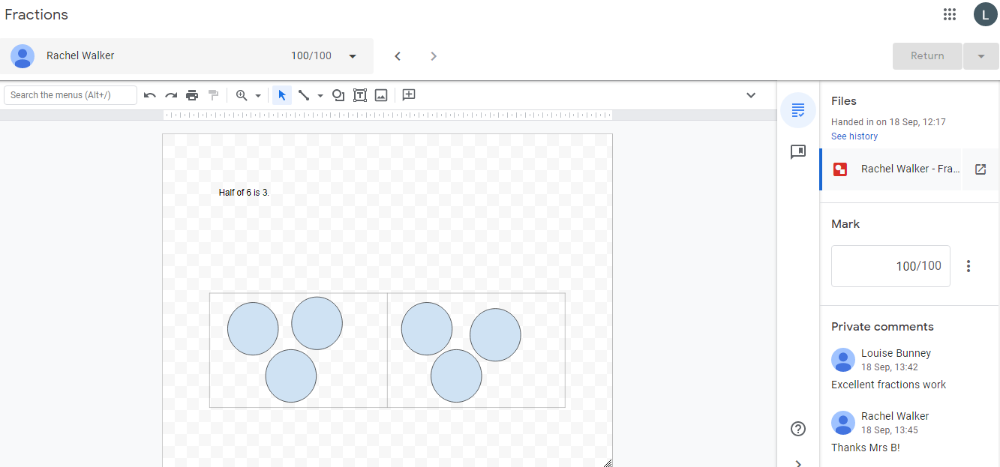 Fractions
L
Rachel Walker
100/100
Return
Search the menus (Alt+/)
Half of 6 is 3.
Files
Handed in on 18 Sep, 12:17
See history
Rachel Walker - Fra...
Mark
100/100
Private comments
Louise Bunney
18 Sep, 13:42
Excellent fractions work
Rachel Walker
18 Sep, 13:45
Thanks Mrs B!